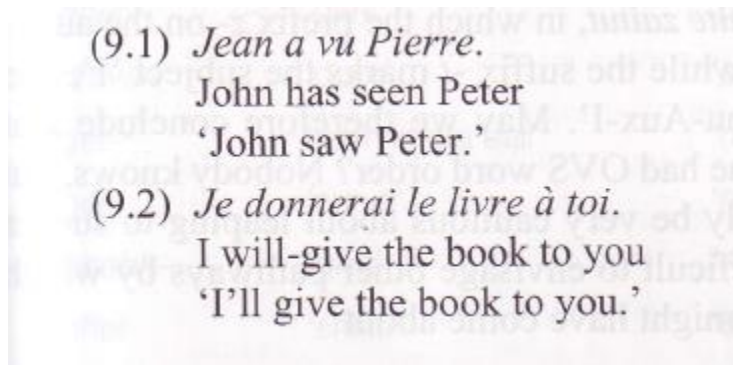 (9.1) Jean a vu Pierre.
John has seen Peter
‘John saw Peter.’
(9.2) Je donnerai le livre à toi.
I will-give the book to you
‘I’ll give the book to you.’